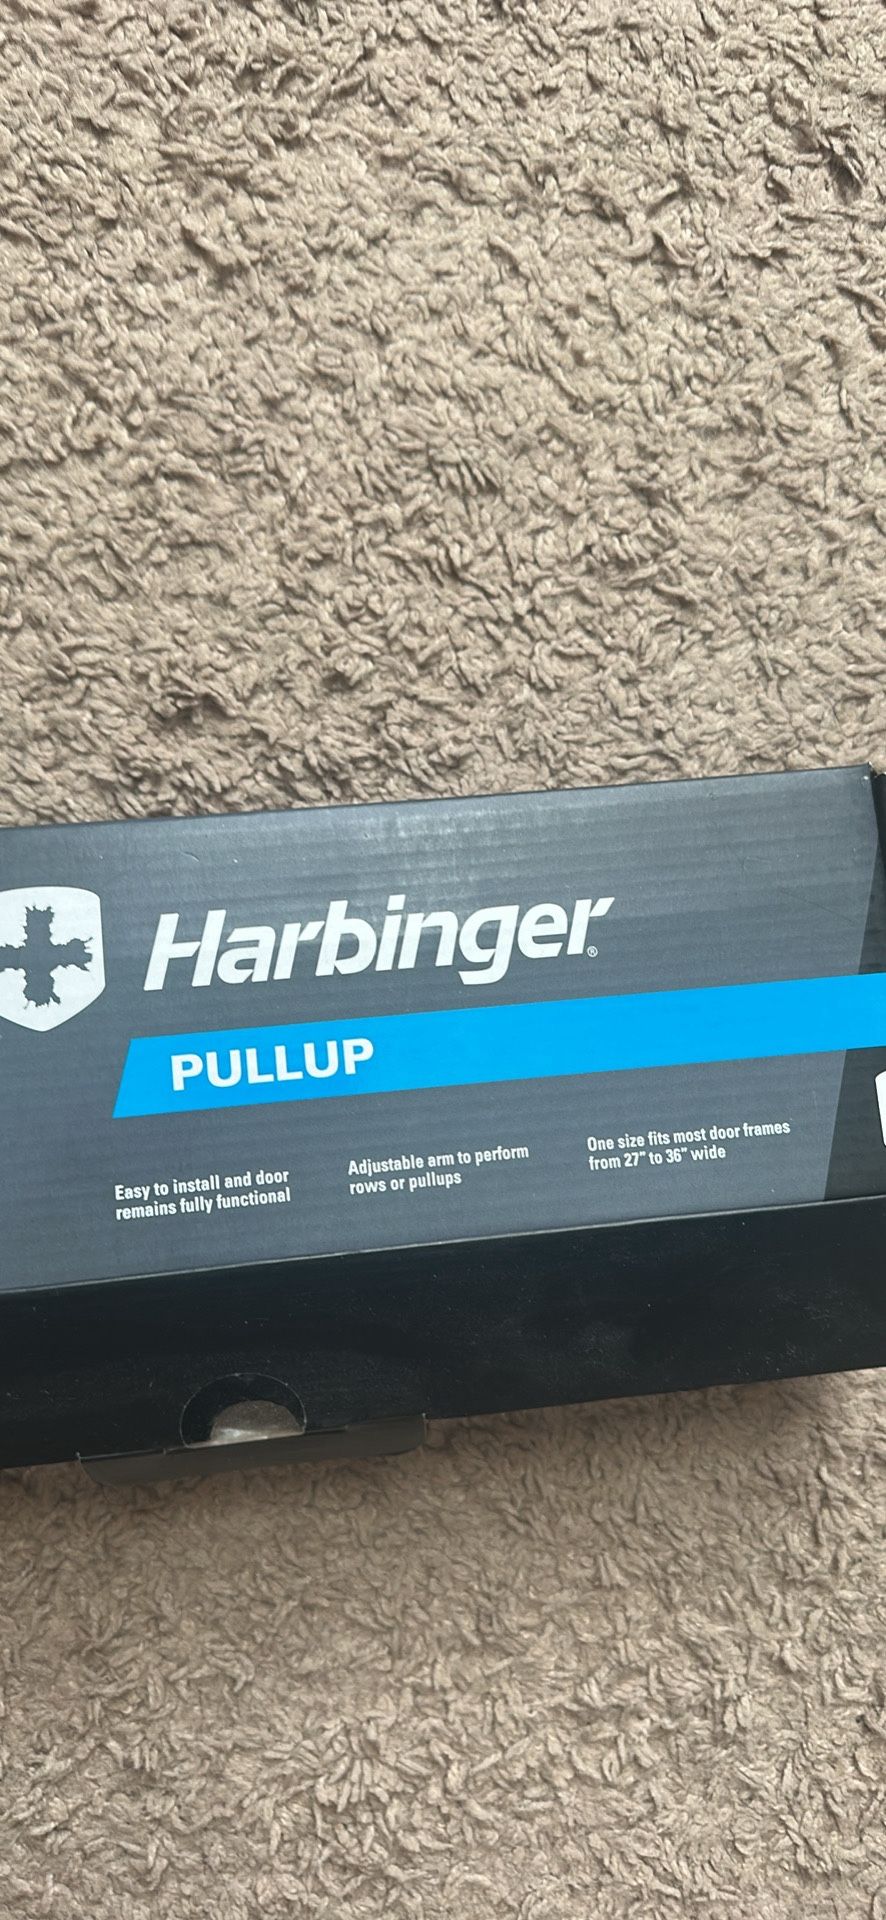 Harbinger®
PULLUP
Easy to install and door
remains fully functional
Adjustable arm to perform
rows or pullups
One size fits most door frames
from 27" to 36" wide